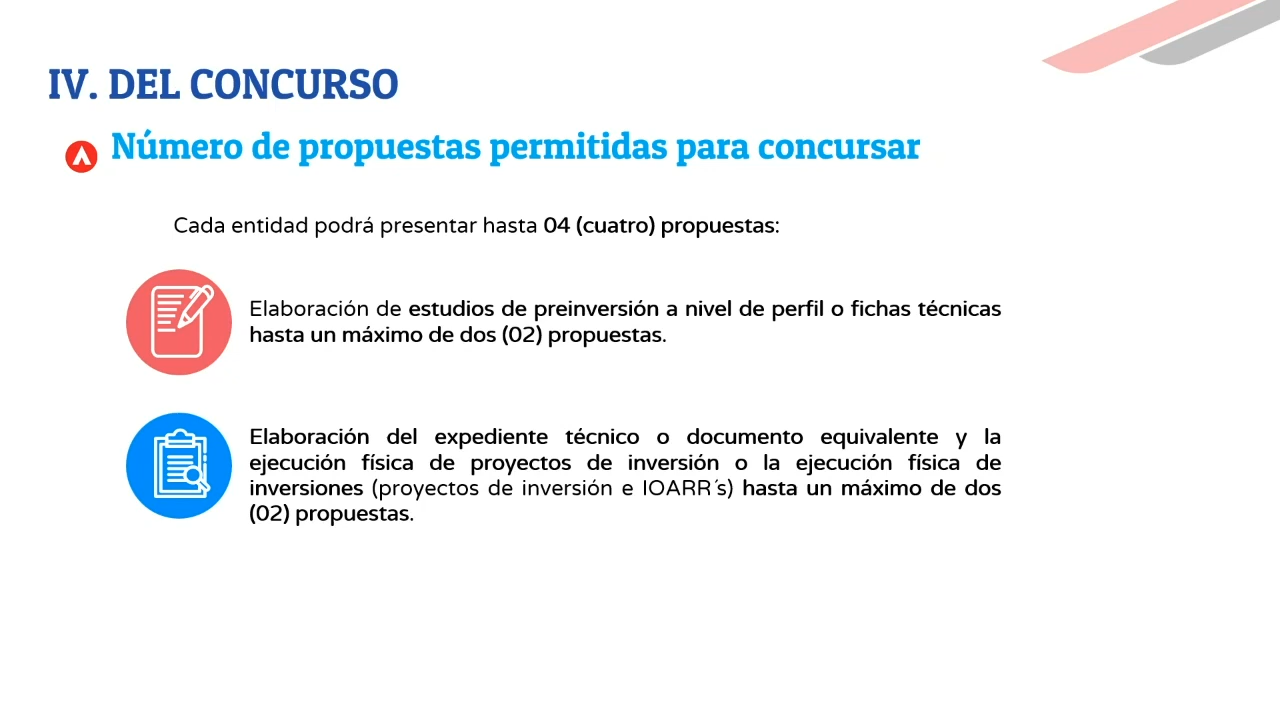 IV. DEL CONCURSO
Número de propuestas permitidas para concursar
Cada entidad podrá presentar hasta 04 (cuatro) propuestas:
Elaboración de estudios de preinversión a nivel de perfil o fichas técnicas
hasta un máximo de dos (02) propuestas.
Elaboración del expediente técnico o documento equivalente y la
ejecución física de proyectos de inversión o la ejecución física de
inversiones (proyectos de inversión e IOARR´s) hasta un máximo de dos
(02) propuestas.